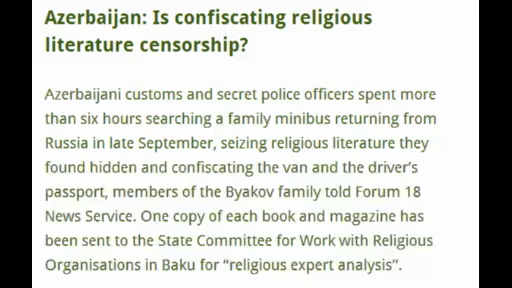 Azerbaijan: Is confiscating religious
literature censorship?
Azerbaijani customs and secret police officers spent more
than six hours searching a family minibus returning from
Russia in late September, seizing religious literature they
found hidden and confiscating the van and the driver's
passport, members of the Byakov family told Forum 18
News Service. One copy of each book and magazine has
been sent to the State Committee for Work with Religious
Organisations in Baku for “religious expert analysis”.